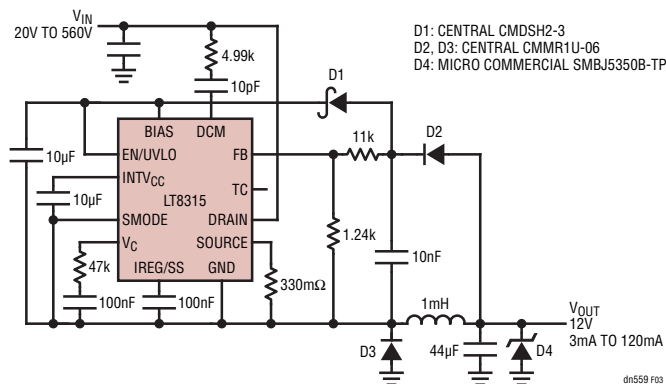 VIN
20V TO 560V
4.99k
10pF
D1: CENTRAL CMDSH2-3
D2, D3: CENTRAL CMMR1U-06
D4: MICRO COMMERCIAL SMBJ5350B-TP
D1
D2
10µF
10µF
BIAS
DCM
EN/UVLO
FB
INTVCC
TC
LT8315
SMODE
DRAIN
VC
SOURCE
IREG/SS
GND
11k
1.24k
10nF
47k
100nF
100nF
330mΩ
1mH
D3
44µF
D4
VOUT
12V
3mA TO 120mA
dn559 F03